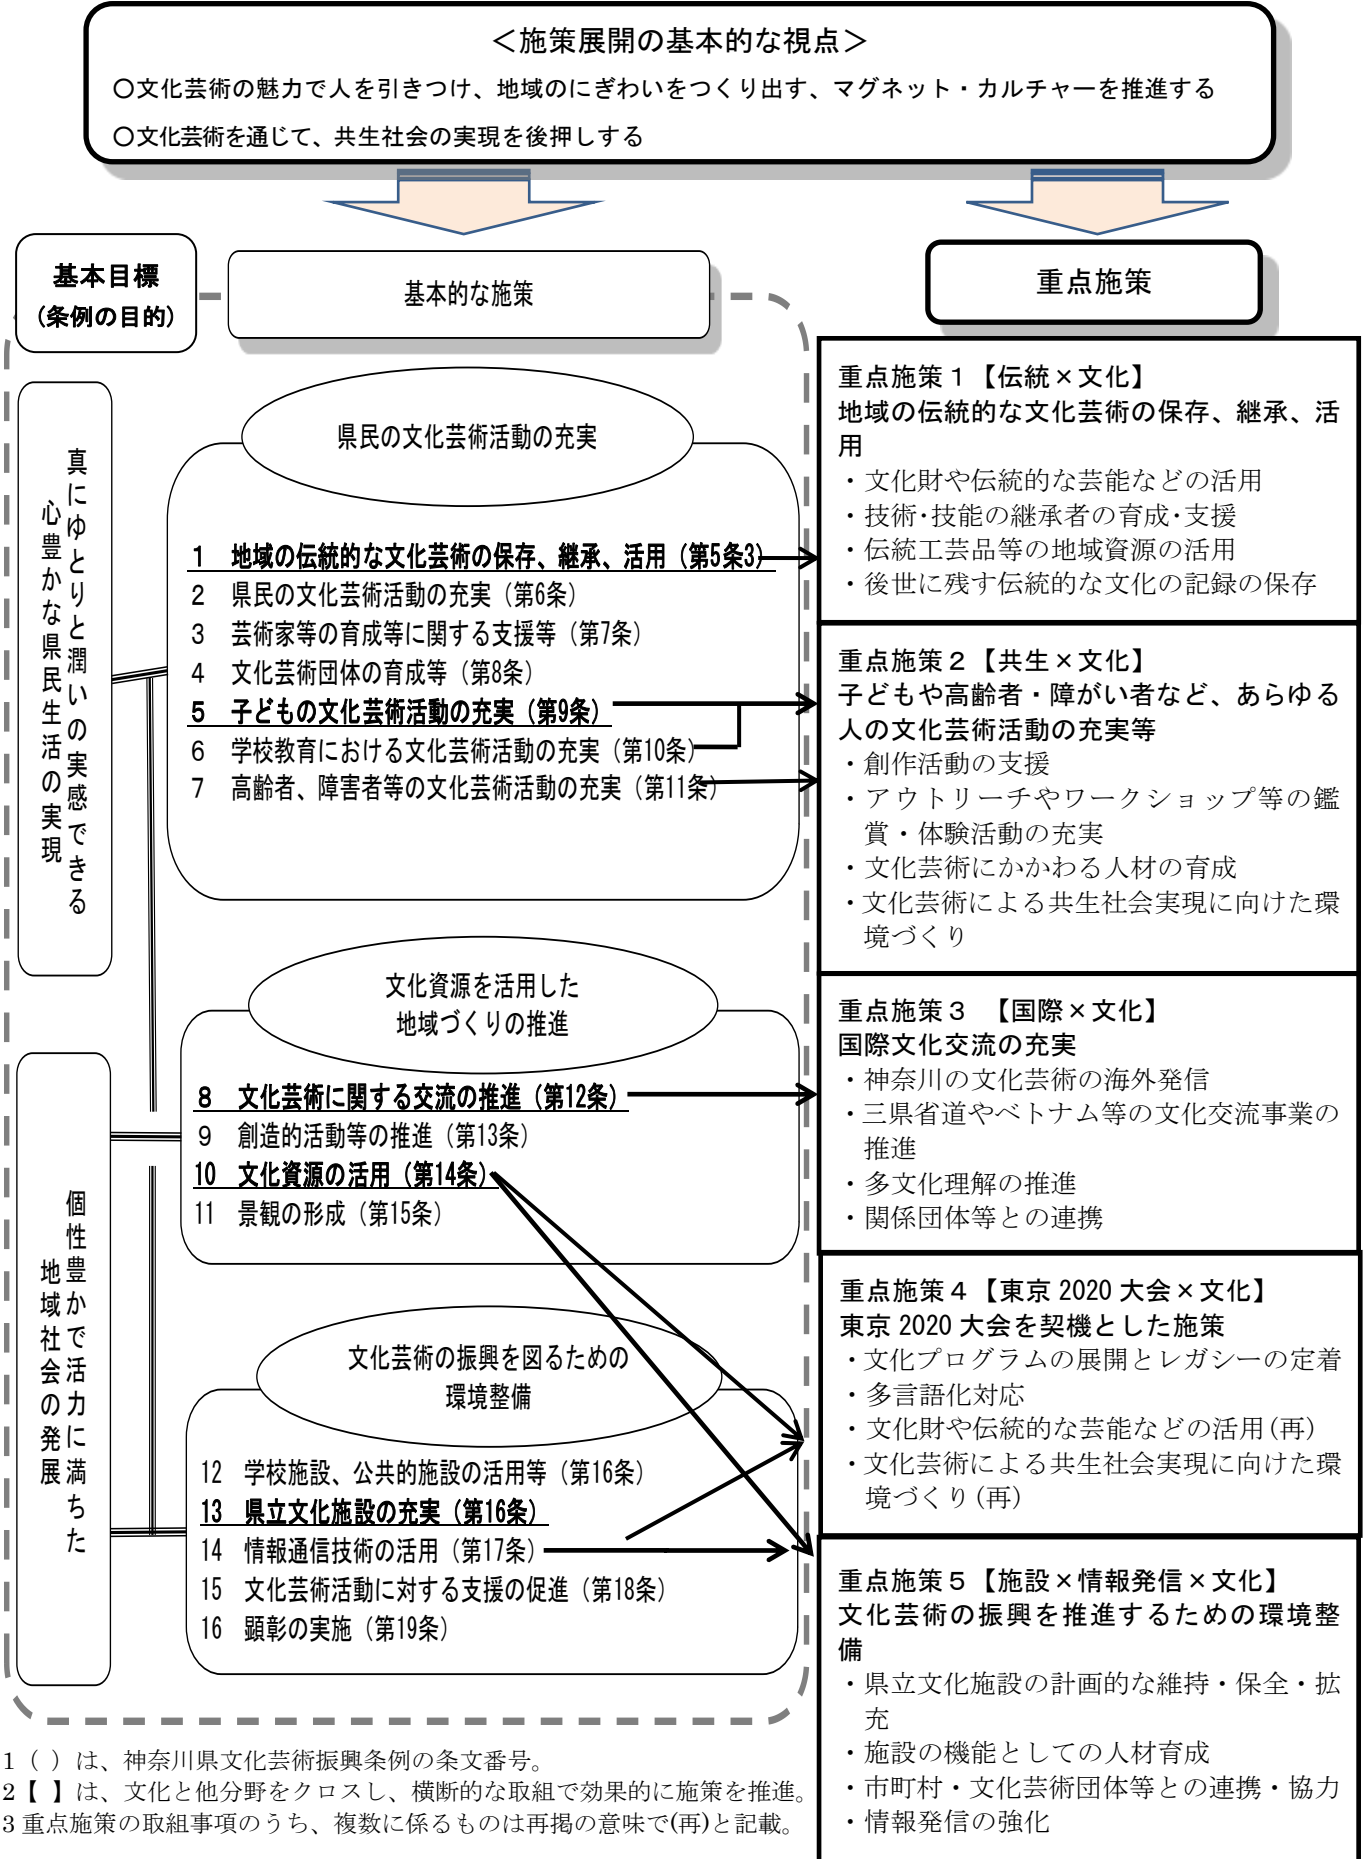 ＜施策展開の基本的な視点＞
○文化芸術の魅力で人を引きつけ、地域のにぎわいをつくり出す、マグネット・カルチャーを推進する
○文化芸術を通じて、共生社会の実現を後押しする
基本目標
(条例の目的)
基本的な施策
重点施策
真にゆとりと潤いの実感できる
心豊かな県民生活の実現
個性豊かで活力に満ちた
地域社会の発展
県民の文化芸術活動の充実
1 地域の伝統的な文化芸術の保存、継承、活用（第5条3）
2 県民の文化芸術活動の充実（第6条）
3 芸術家等の育成等に関する支援等（第7条）
4 文化芸術団体の育成等（第8条）
5 子どもの文化芸術活動の充実（第9条）
6 学校教育における文化芸術活動の充実（第10条）
7 高齢者、障害者等の文化芸術活動の充実（第11条）
文化資源を活用した
地域づくりの推進
8 文化芸術に関する交流の推進（第12条）
9 創造的活動等の推進（第13条）
10 文化資源の活用（第14条）
11 景観の形成（第15条）
文化芸術の振興を図るための
環境整備
12 学校施設、公共的施設の活用等（第16条）
13 県立文化施設の充実（第16条）
14 情報通信技術の活用（第17条）
15 文化芸術活動に対する支援の促進（第18条）
16 顕彰の実施（第19条）
重点施策１【伝統×文化】
地域の伝統的な文化芸術の保存、継承、活
用
・文化財や伝統的な芸能などの活用
・技術･技能の継承者の育成･支援
・伝統工芸品等の地域資源の活用
・後世に残す伝統的な文化の記録の保存
重点施策２【共生×文化】
子どもや高齢者・障がい者など、あらゆる
人の文化芸術活動の充実等
・創作活動の支援
・アウトリーチやワークショップ等の鑑
賞・体験活動の充実
・文化芸術にかかわる人材の育成
・文化芸術による共生社会実現に向けた環
境づくり
重点施策３ 【国際×文化】
国際文化交流の充実
・神奈川の文化芸術の海外発信
・三県省道やベトナム等の文化交流事業の
推進
・多文化理解の推進
・関係団体等との連携
重点施策４【東京 2020 大会×文化】
東京 2020 大会を契機とした施策
・文化プログラムの展開とレガシーの定着
・多言語化対応
・文化財や伝統的な芸能などの活用(再)
・文化芸術による共生社会実現に向けた環
境づくり(再)
重点施策５【施設×情報発信×文化】
文化芸術の振興を推進するための環境整
備
・県立文化施設の計画的な維持・保全・拡
充
・施設の機能としての人材育成
・市町村・文化芸術団体等との連携・協力
・情報発信の強化
1（ ）は、神奈川県文化芸術振興条例の条文番号。
2【 】は、文化と他分野をクロスし、横断的な取組で効果的に施策を推進。
3 重点施策の取組事項のうち、複数に係るものは再掲の意味で(再)と記載。